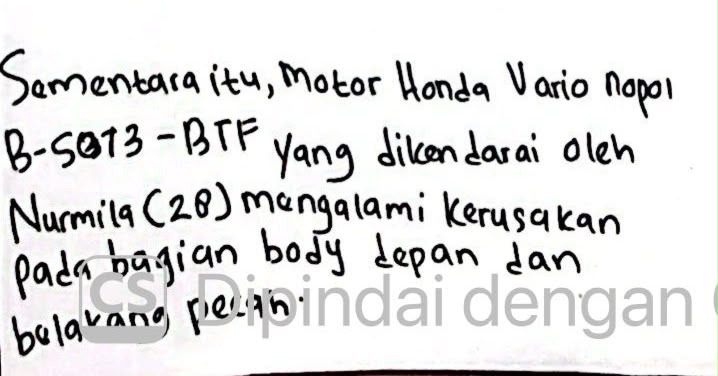 Sementara itu, Motor Honda Vario nopol
B-5013-BTF yang dikendarai oleh
Nurmila (28) mengalami Kerusakan
Pada bagian body depan dan
belakang pecah.
CS Dipindai dengan